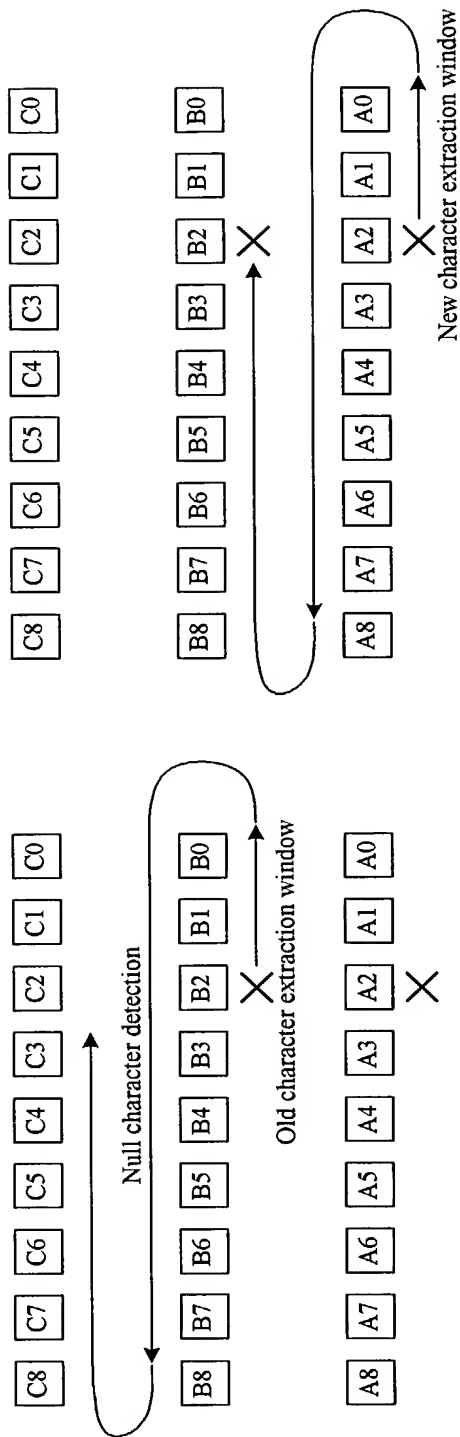 C8 C7 C6 C5 C4 C3 C2 C1 C0
Null character detection
B8 B7 B6 B5 B4 B3 B2 B1 B0
Old character extraction window
A8 A7 A6 A5 A4 A3 A2 A1 A0
C8 C7 C6 C5 C4 C3 C2 C1 C0
B8 B7 B6 B5 B4 B3 B2 B1 B0
A8 A7 A6 A5 A4 A3 A2 A1 A0
New character extraction window